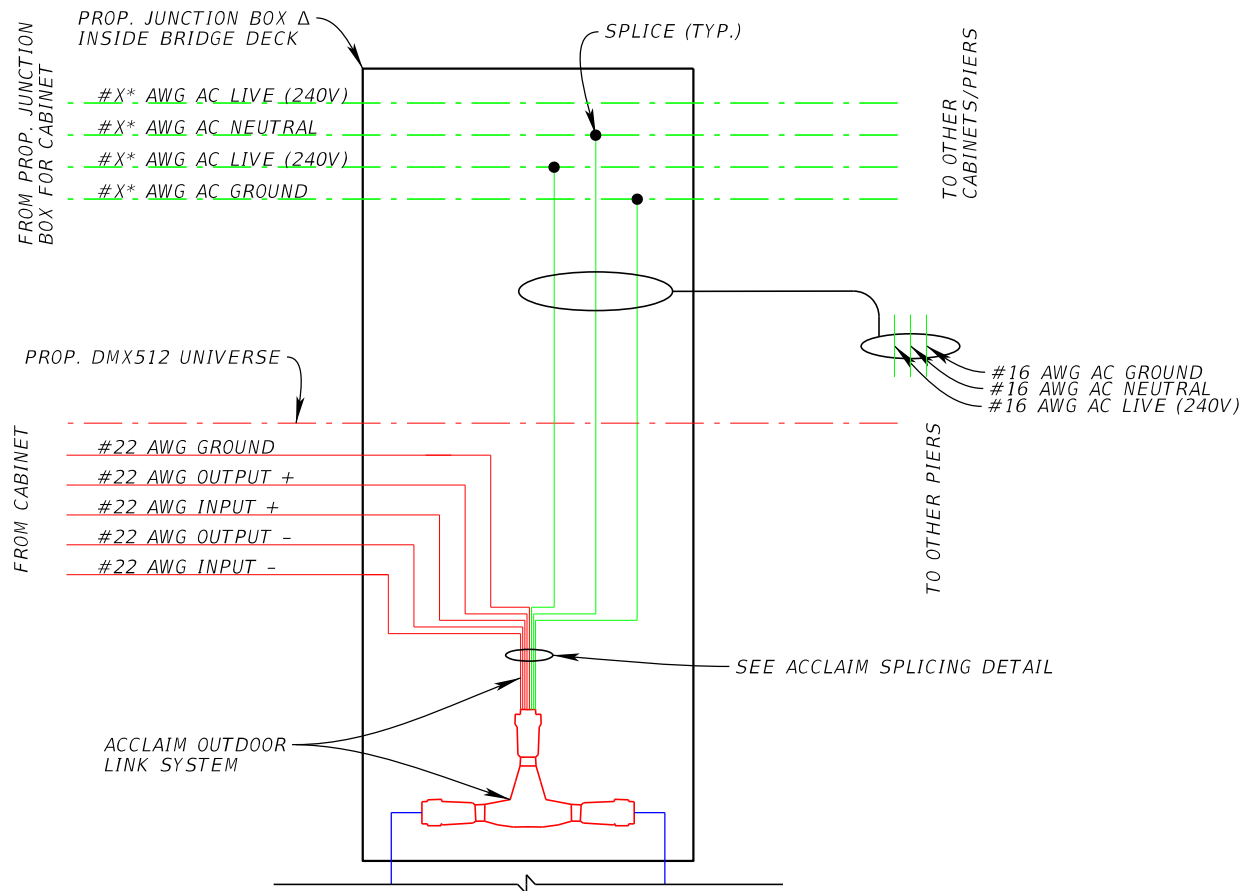 PROP. JUNCTION BOX Δ
INSIDE BRIDGE DECK
SPLICE (TYP.)
FROM PROP. JUNCTION
BOX FOR CABINET
#X* AWG AC LIVE (240V)
#X* AWG AC NEUTRAL
#X* AWG AC LIVE (240V)
#X* AWG AC GROUND
TO OTHER
CABINETS/PIERS
PROP. DMX512 UNIVERSE
#16 AWG AC GROUND
#16 AWG AC NEUTRAL
#16 AWG AC LIVE (240V)
FROM CABINET
#22 AWG GROUND
#22 AWG OUTPUT +
#22 AWG INPUT +
#22 AWG OUTPUT -
#22 AWG INPUT -
TO OTHER PIERS
SEE ACCLAIM SPLICING DETAIL
ACCLAIM OUTDOOR
LINK SYSTEM